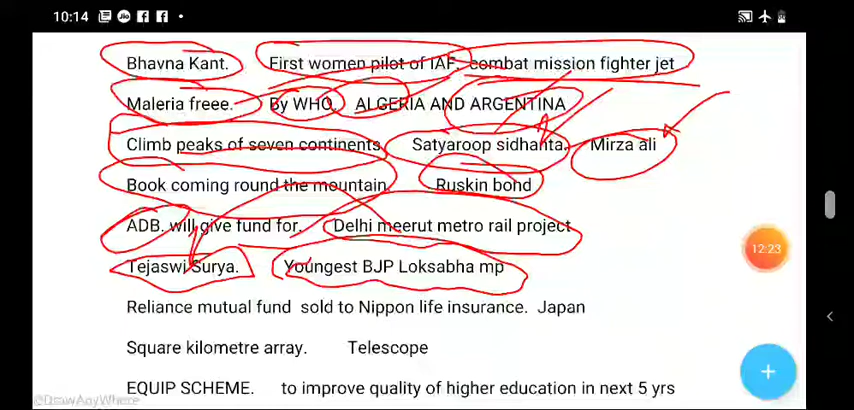 10:14
Bhavna Kant. First women pilot of IAF. combat mission fighter jet
Maleria freee. By WHO. ALGERIA AND ARGENTINA
Climb peaks of seven continents Satyaroop sidhanta. Mirza ali
Book coming round the mountain Ruskin bond
ADB. will give fund for. Delhi meerut metro rail project
12:23
Tejaswi Surya. Youngest BJP Loksabha mp
Reliance mutual fund sold to Nippon life insurance. Japan
Square kilometre array. Telescope
EQUIP SCHEME. to improve quality of higher education in next 5 yrs
@DrawAnyWhere